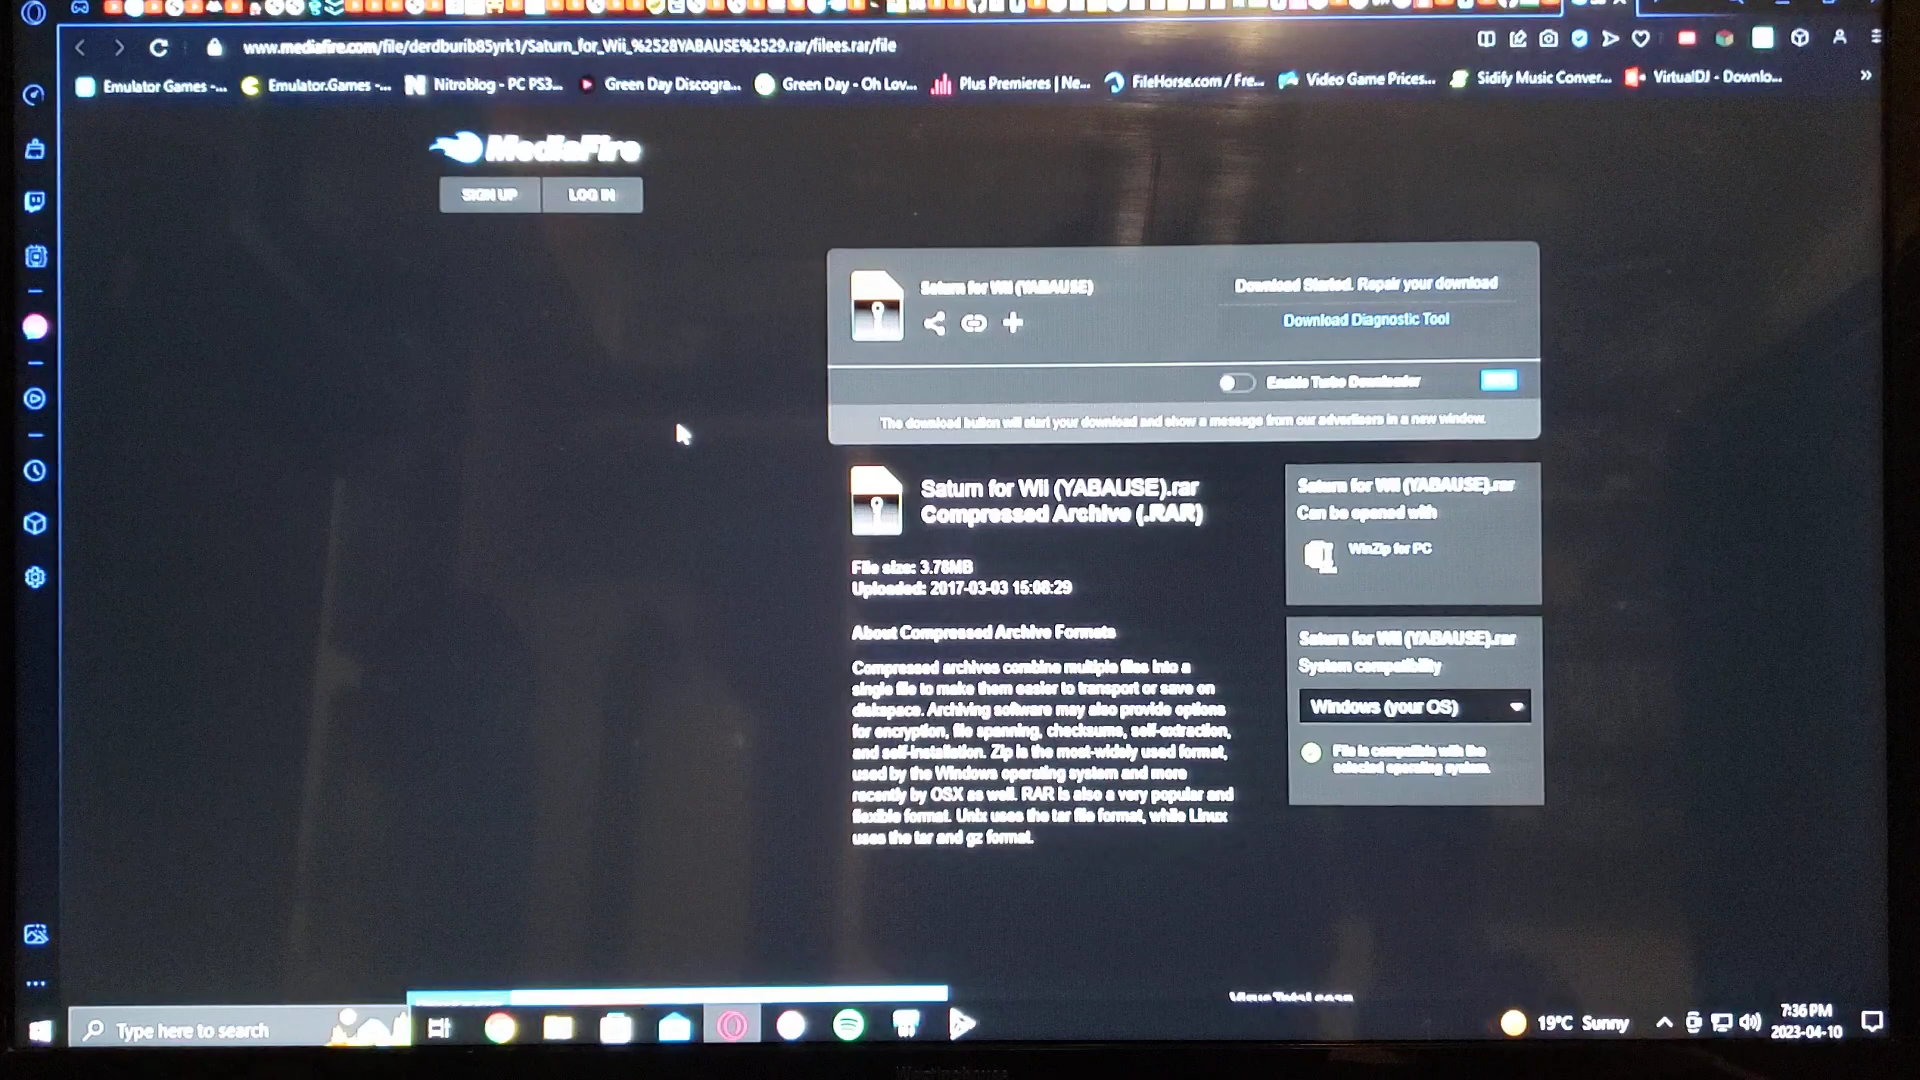 www.mediafire.com/file/derdburib85yrk1/Saturn_for_Wii_%2528YABAUSE%2529.rar/filees.rar/file
Emulator Games -...
Emulator.Games -...
Nitroblog - PC PS3...
Green Day Discogra...
Green Day - Oh Lov...
Plus Premieres | Ne...
FileHorse.com / Fre...
Video Game Prices...
Sidify Music Conver...
VirtualDJ - Downlo...
MediaFire
SIGN UP
LOG IN
Saturn for Wii (YABAUSE)
Download Started. Repair your download
Download Diagnostic Tool
Enable Turbo Downloader
The download button will start your download and show a message from our advertisers in a new window.
Saturn for Wii (YABAUSE).rar
Compressed Archive (.RAR)
File size: 3.78MB
Uploaded: 2017-03-03 15:06:29
About Compressed Archive Formats
Compressed archives combine multiple files into a
single file to make them easier to transport or save on
diskspace. Archiving software may also provide options
for encryption, file spanning, checksums, self-extraction,
and self-installation. Zip is the most-widely used format,
used by the Windows operating system and more
recently by OSX as well. RAR is also a very popular and
flexible format. Unix uses the tar file format, while Linux
uses the tar and gz format.
Saturn for Wii (YABAUSE).rar
Can be opened with
WinZip for PC
Saturn for Wii (YABAUSE).rar
System compatibility
Windows (your OS)
File is compatible with the
selected operating system.
Virus Total scan
Type here to search
19°C Sunny
7:36 PM
2023-04-10